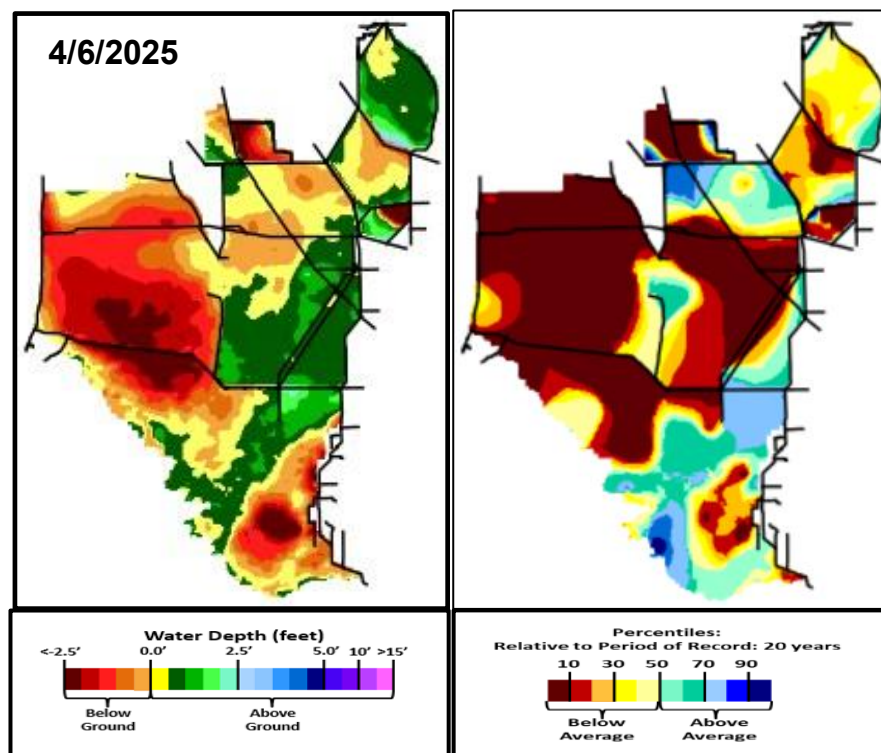 4/6/2025
Water Depth (feet)
<-2.5’ 0.0’ 2.5’ 5.0’ 10’ >15’
Below
Ground
Above
Ground
Percentiles:
Relative to Period of Record: 20 years
10 30 50 70 90
Below
Average
Above
Average